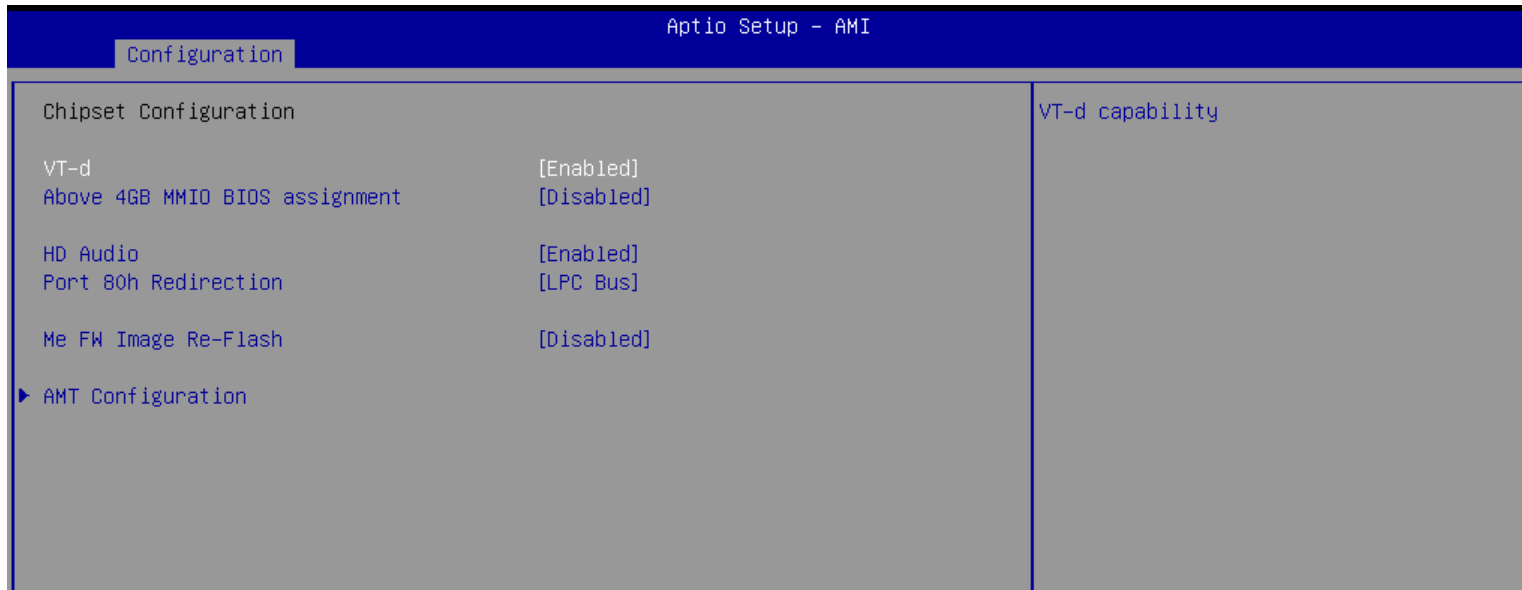 Aptio Setup – AMI
Configuration
Chipset Configuration
VT-d capability
VT-d [Enabled]
Above 4GB MMIO BIOS assignment [Disabled]
HD Audio [Enabled]
Port 80h Redirection [LPC Bus]
Me FW Image Re-Flash [Disabled]
AMT Configuration